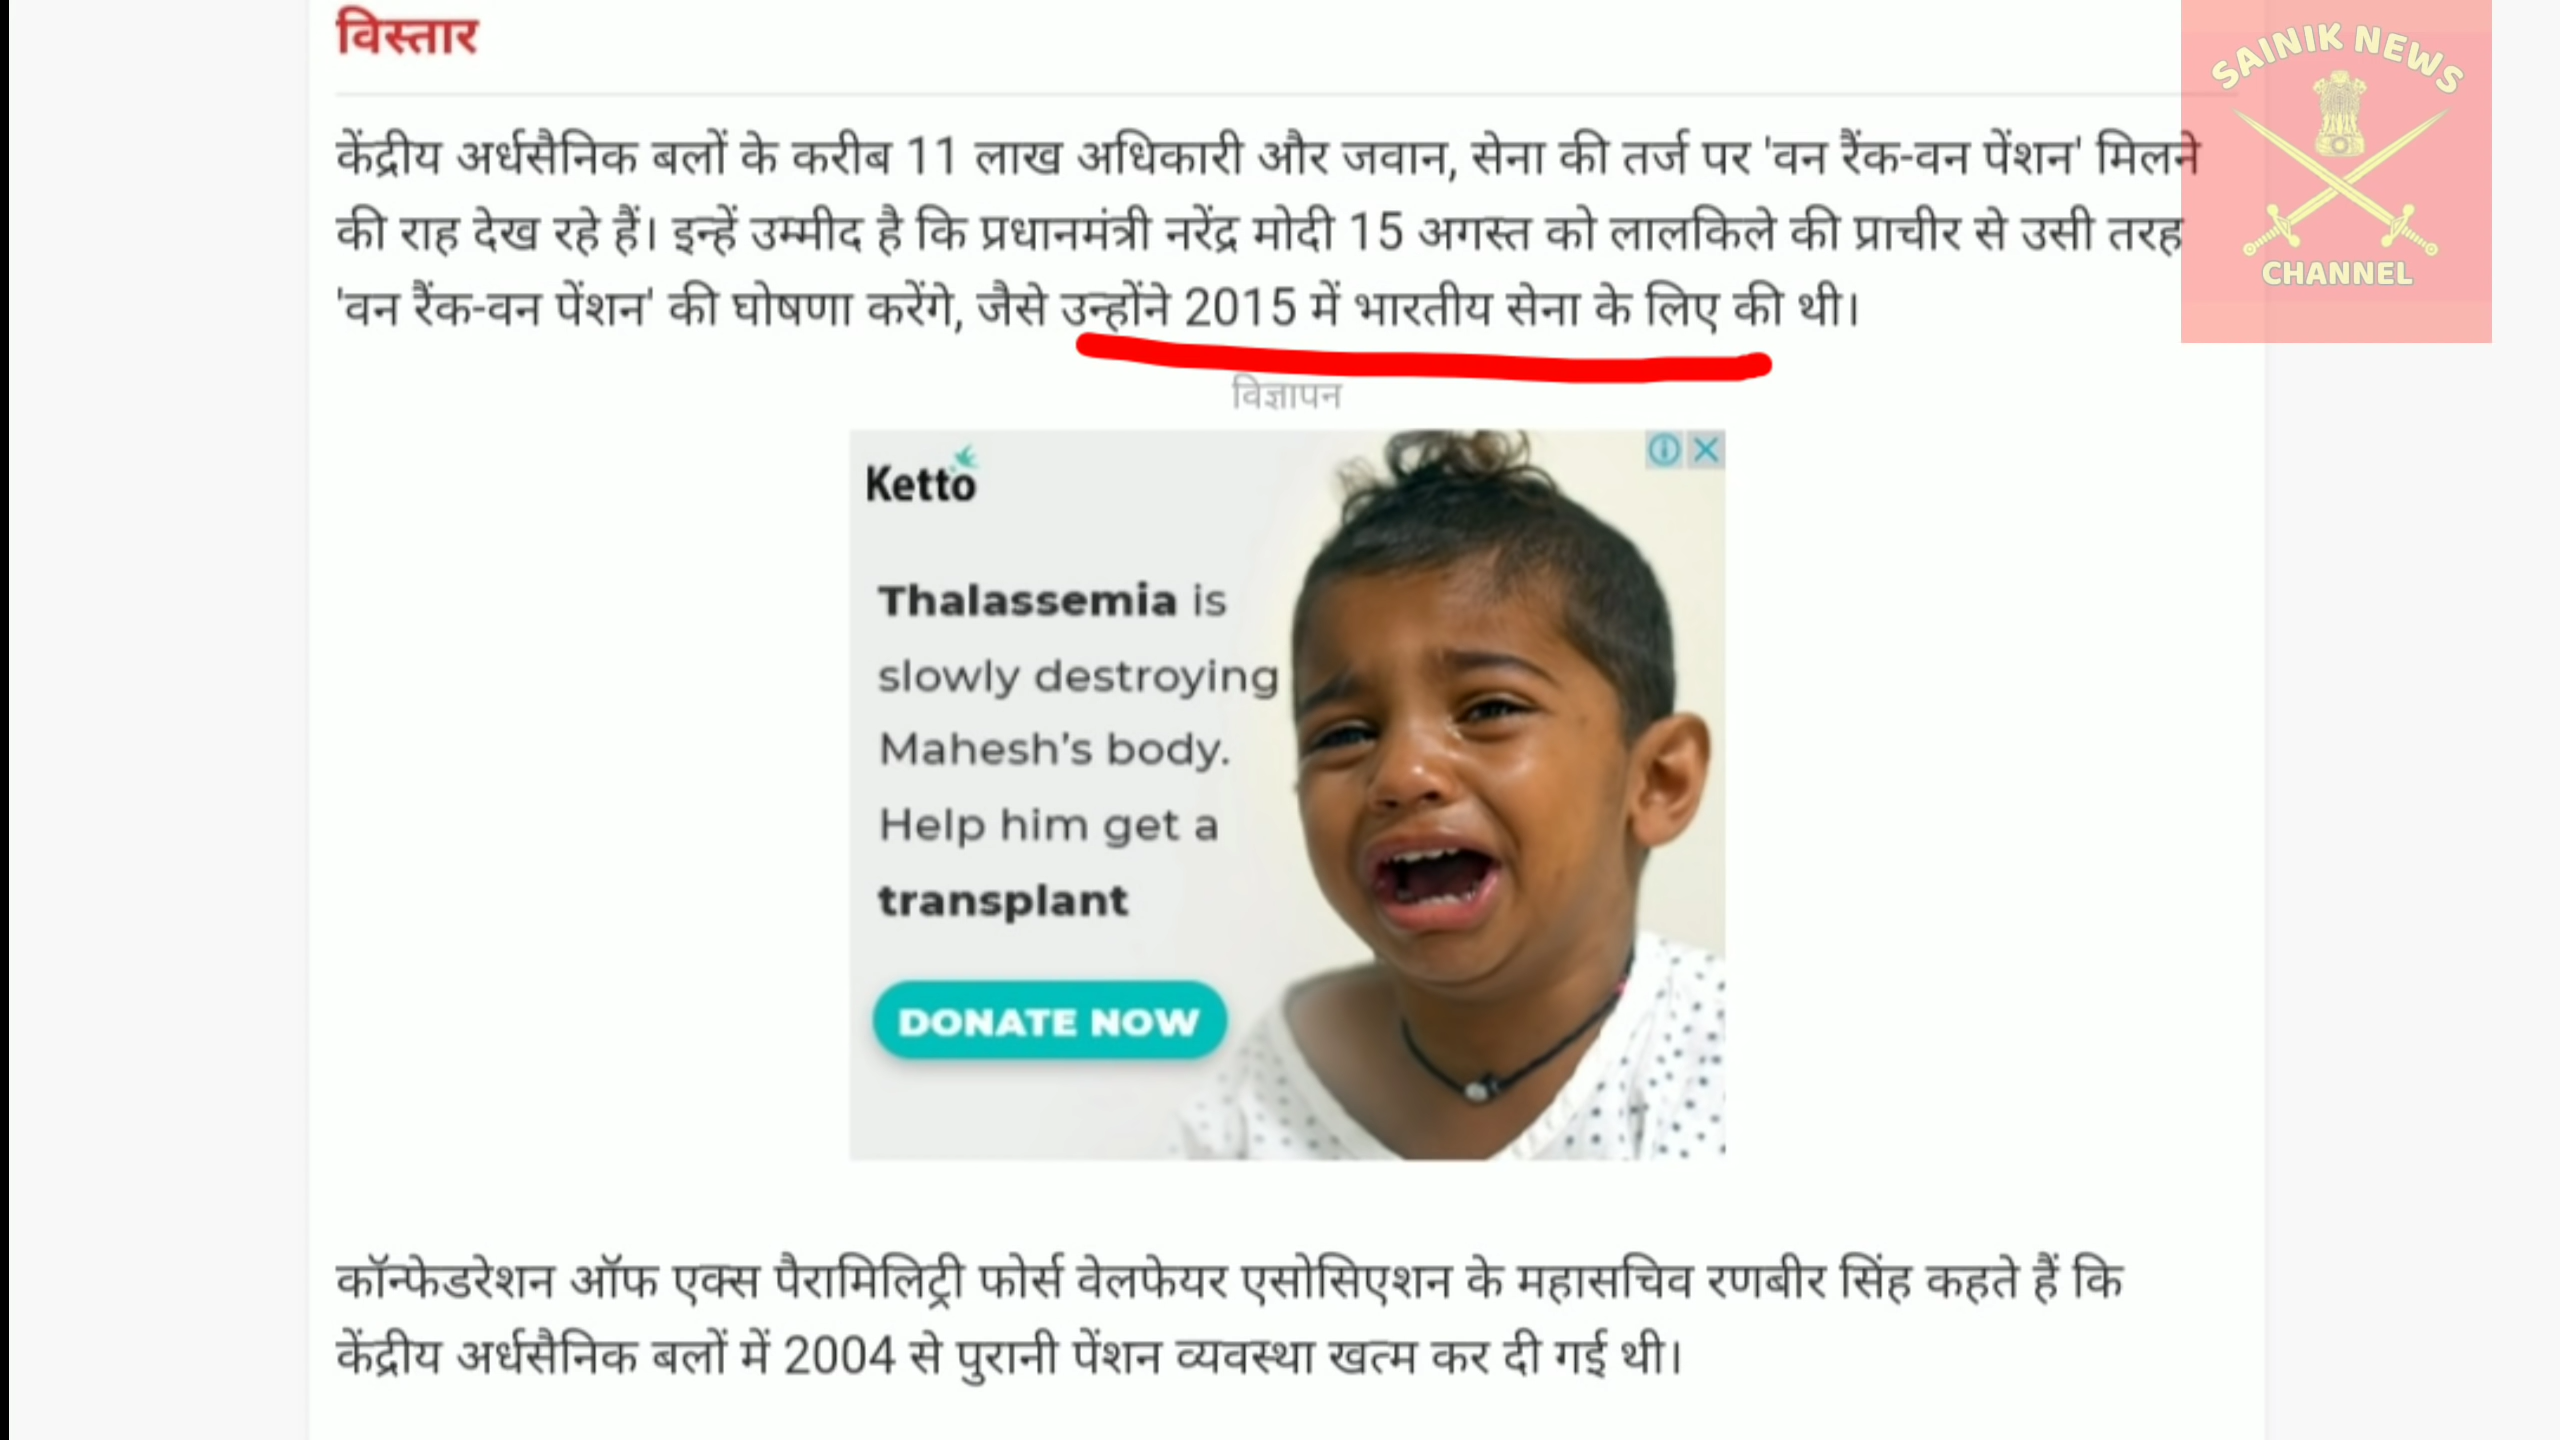 विस्तार
SAINIK NEWS
CHANNEL
केंद्रीय अर्धसैनिक बलों के करीब 11 लाख अधिकारी और जवान, सेना की तर्ज पर 'वन रैंक-वन पेंशन' मिलने
की राह देख रहे हैं। इन्हें उम्मीद है कि प्रधानमंत्री नरेंद्र मोदी 15 अगस्त को लालकिले की प्राचीर से उसी तरह
'वन रैंक-वन पेंशन' की घोषणा करेंगे, जैसे उन्होंने 2015 में भारतीय सेना के लिए की थी।
विज्ञापन
Ketto
Thalassemia is
slowly destroying
Mahesh's body.
Help him get a
transplant
DONATE NOW
कॉन्फेडरेशन ऑफ एक्स पैरामिलिट्री फोर्स वेलफेयर एसोसिएशन के महासचिव रणबीर सिंह कहते हैं कि
केंद्रीय अर्धसैनिक बलों में 2004 से पुरानी पेंशन व्यवस्था खत्म कर दी गई थी।